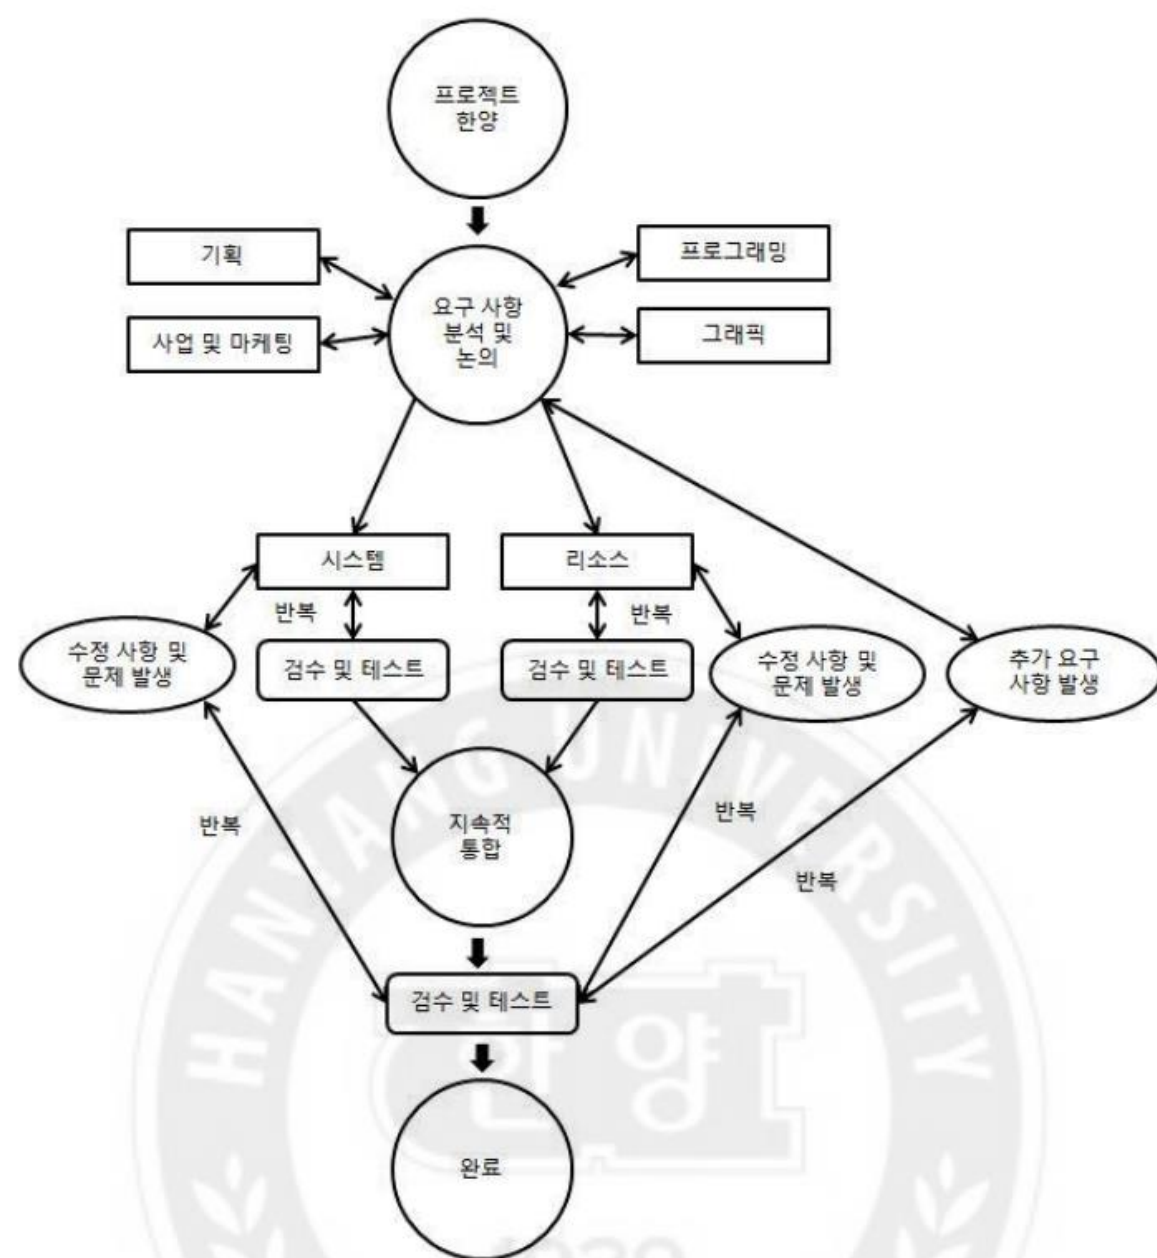 프로젝트
한양
기획
프로그래밍
요구 사항
분석 및
논의
사업 및 마케팅
그래픽
시스템
리소스
반복
반복
수정 사항 및
문제 발생
검수 및 테스트
검수 및 테스트
수정 사항 및
문제 발생
추가 요구
사항 발생
HANYANG UNIVERSITY
지속적
통합
반복
반복
반복
검수 및 테스트
한양
완료
1939